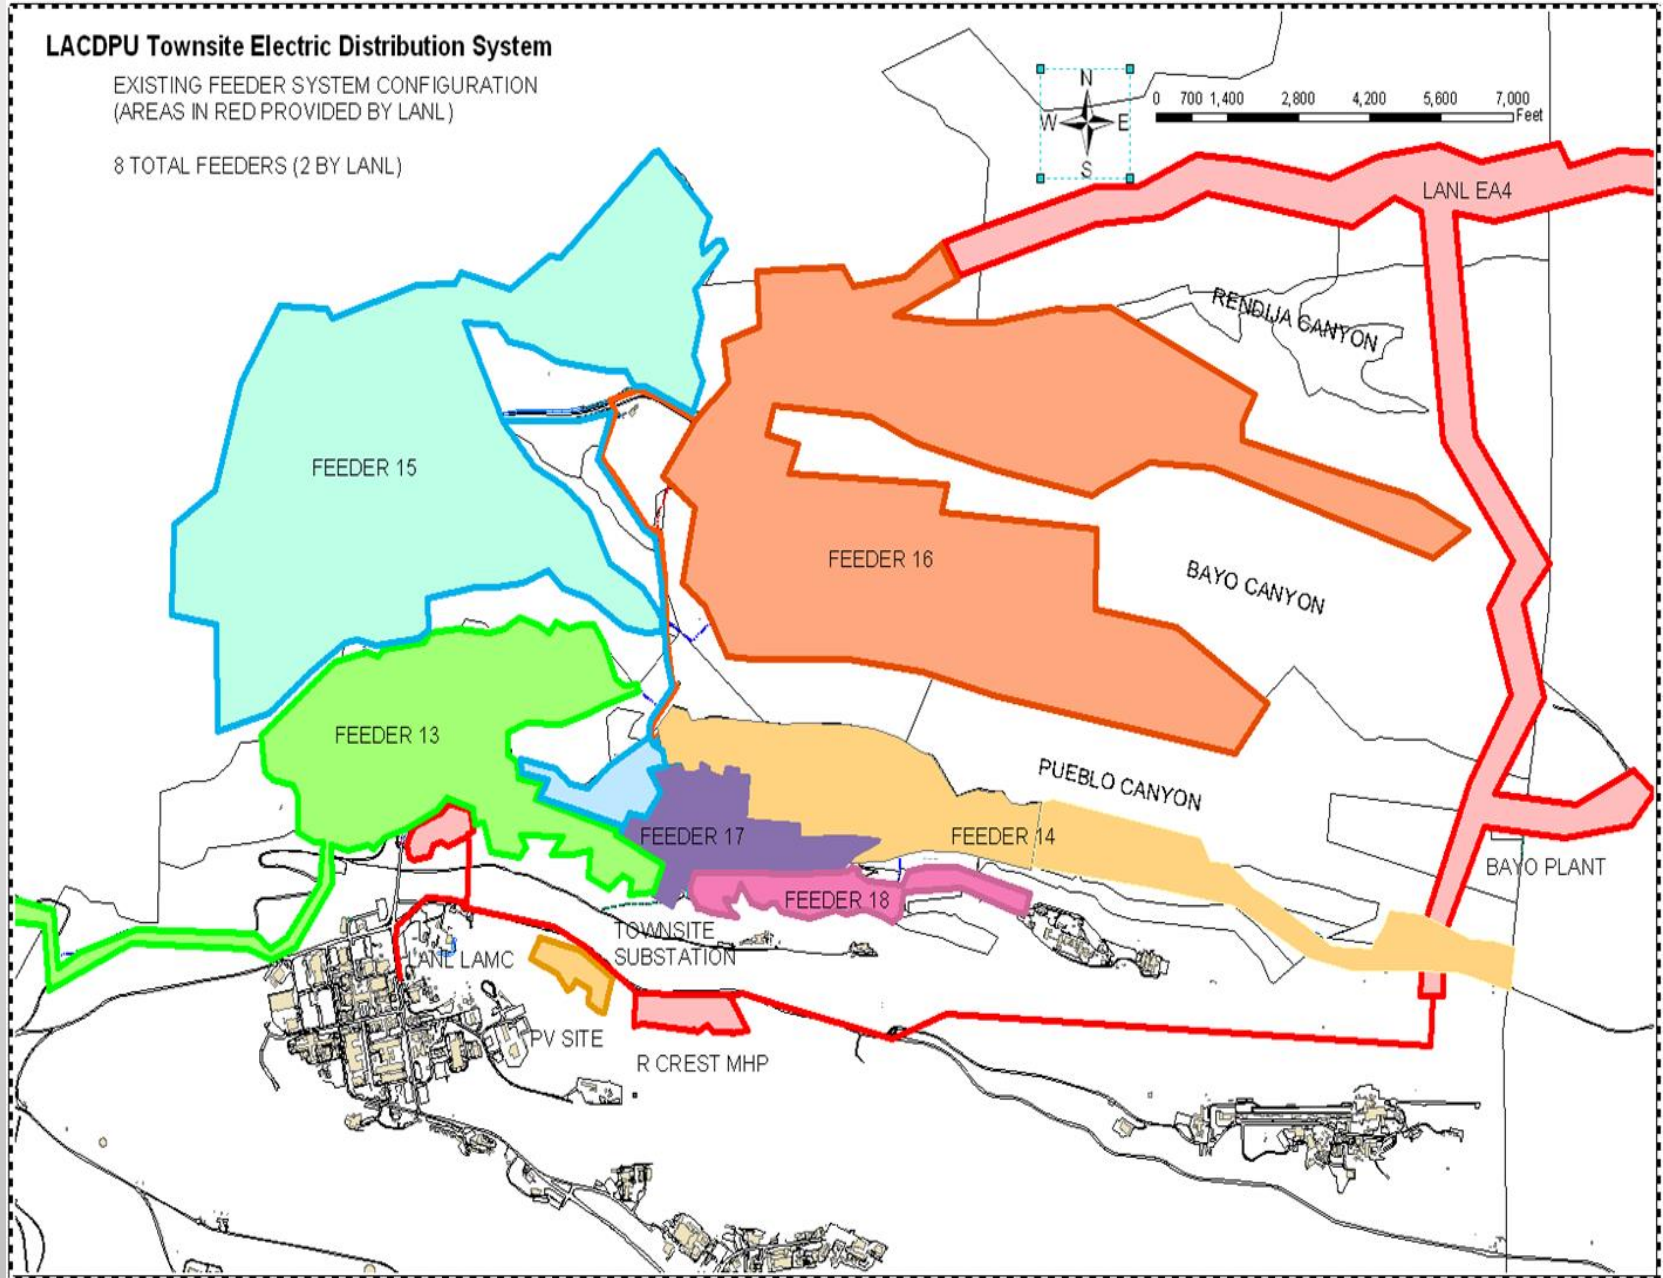 LACDPU Townsite Electric Distribution System
EXISTING FEEDER SYSTEM CONFIGURATION
(AREAS IN RED PROVIDED BY LANL)
8 TOTAL FEEDERS (2 BY LANL)
N
W E
S
0 700 1,400 2,800 4,200 5,600 7,000
Feet
LANL EA4
RENDIJA CANYON
FEEDER 15
FEEDER 16
BAYO CANYON
FEEDER 13
PUEBLO CANYON
FEEDER 17
FEEDER 14
BAYO PLANT
FEEDER 18
TOWNSITE
SUBSTATION
LANL LAMC
PV SITE
R CREST MHP